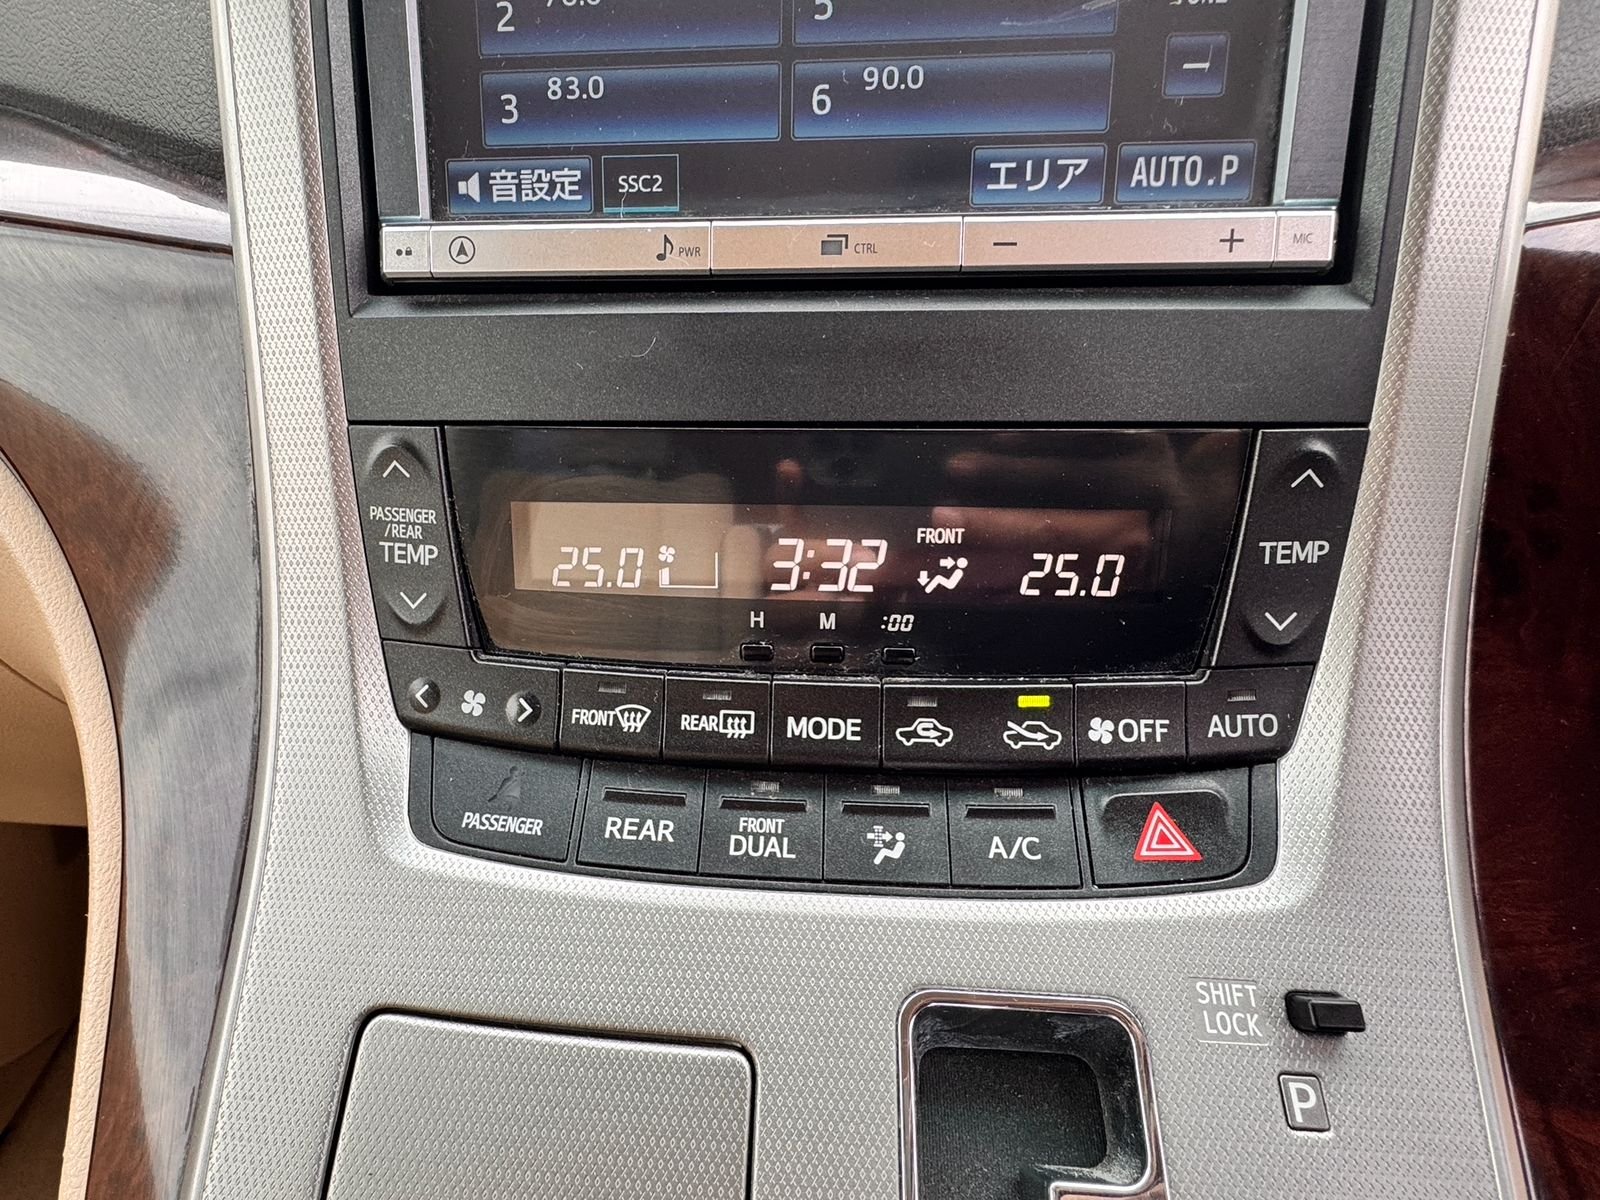 2
5
3 83.0
6 90.0
音設定
SSC2
エリア
AUTO.P
PWR
CTRL
MIC
PASSENGER
/REAR
TEMP
25.0
3:32
FRONT
25.0
TEMP
H M :00
FRONT
REAR
MODE
OFF
AUTO
PASSENGER
REAR
FRONT
DUAL
A/C
SHIFT
LOCK
P